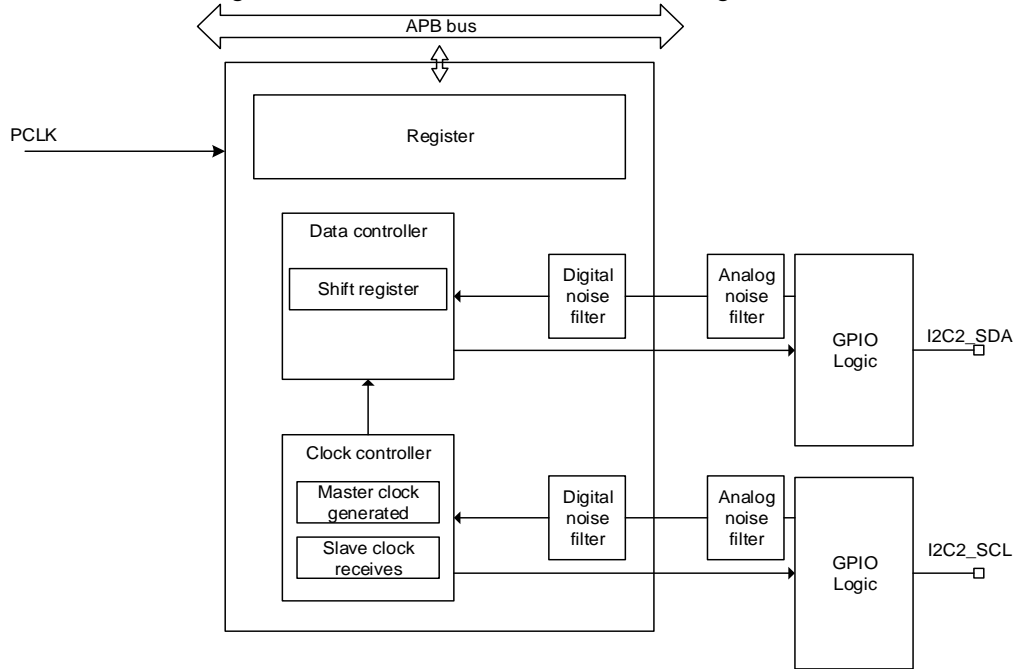 APB bus
PCLK
Register
Data controller
Shift register
Digital
noise
filter
Analog
noise
filter
GPIO
Logic
I2C2_SDA
Clock controller
Master clock
generated
Slave clock
receives
Digital
noise
filter
Analog
noise
filter
GPIO
Logic
I2C2_SCL